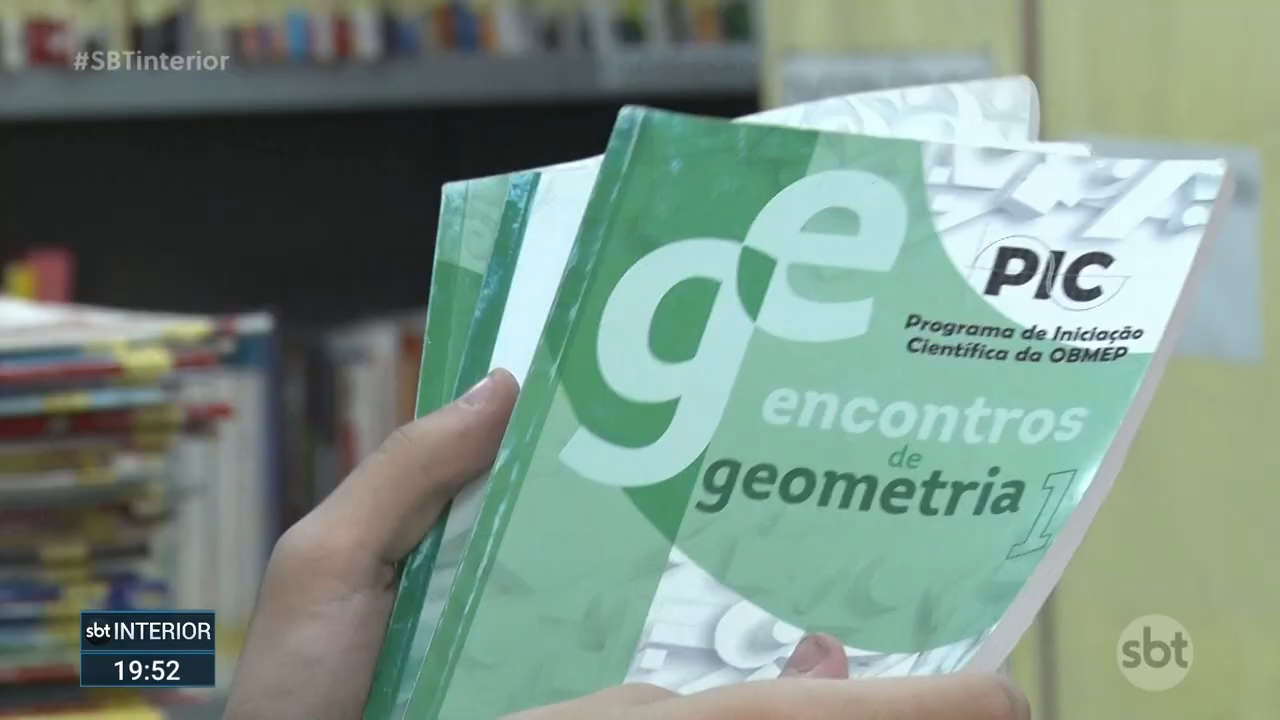 #SBTinterior
ge
PIC
Programa de Iniciação
Científica da OBMEP
encontros
de
geometria 1
sbt INTERIOR
19:52
sbt